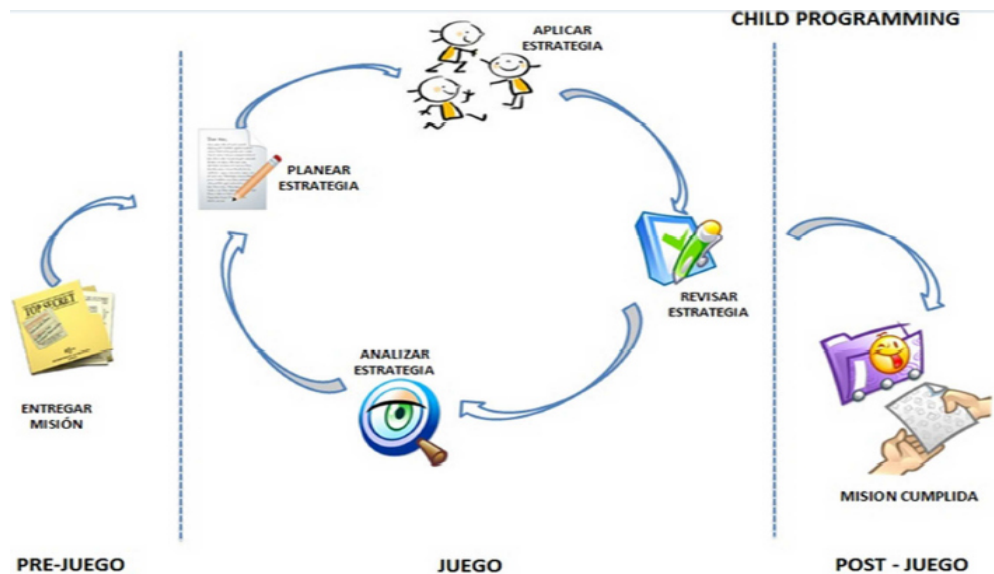 CHILD PROGRAMMING
APLICAR
ESTRATEGIA
PLANEAR
ESTRATEGIA
REVISAR
ESTRATEGIA
ANALIZAR
ESTRATEGIA
TOP SECRET
ENTREGAR
MISIÓN
MISION CUMPLIDA
PRE-JUEGO
JUEGO
POST - JUEGO